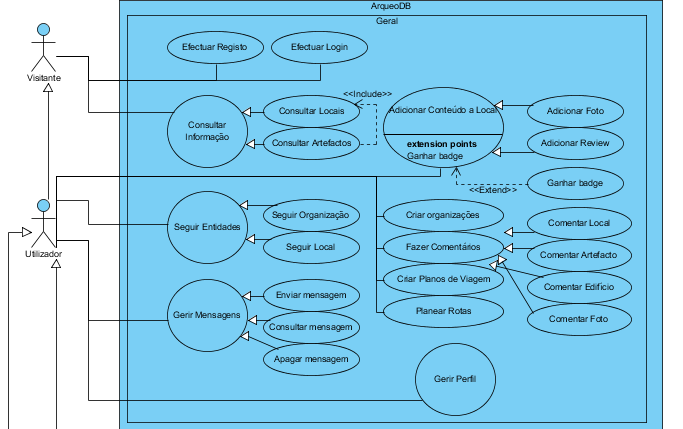 ArqueoDB
Geral
Efectuar Registo
Efectuar Login
Visitante
<<Include>>
Consultar
Informação
Consultar Locais
Consultar Artefactos
Adicionar Conteúdo a Local
extension points
Ganhar badge
Adicionar Foto
Adicionar Review
Ganhar badge
<<Extend>>
Utilizador
Seguir Entidades
Seguir Organização
Seguir Local
Criar organizações
Fazer Comentários
Criar Planos de Viagem
Planear Rotas
Comentar Local
Comentar Artefacto
Comentar Edifício
Comentar Foto
Gerir Mensagens
Enviar mensagem
Consultar mensagem
Apagar mensagem
Gerir Perfil